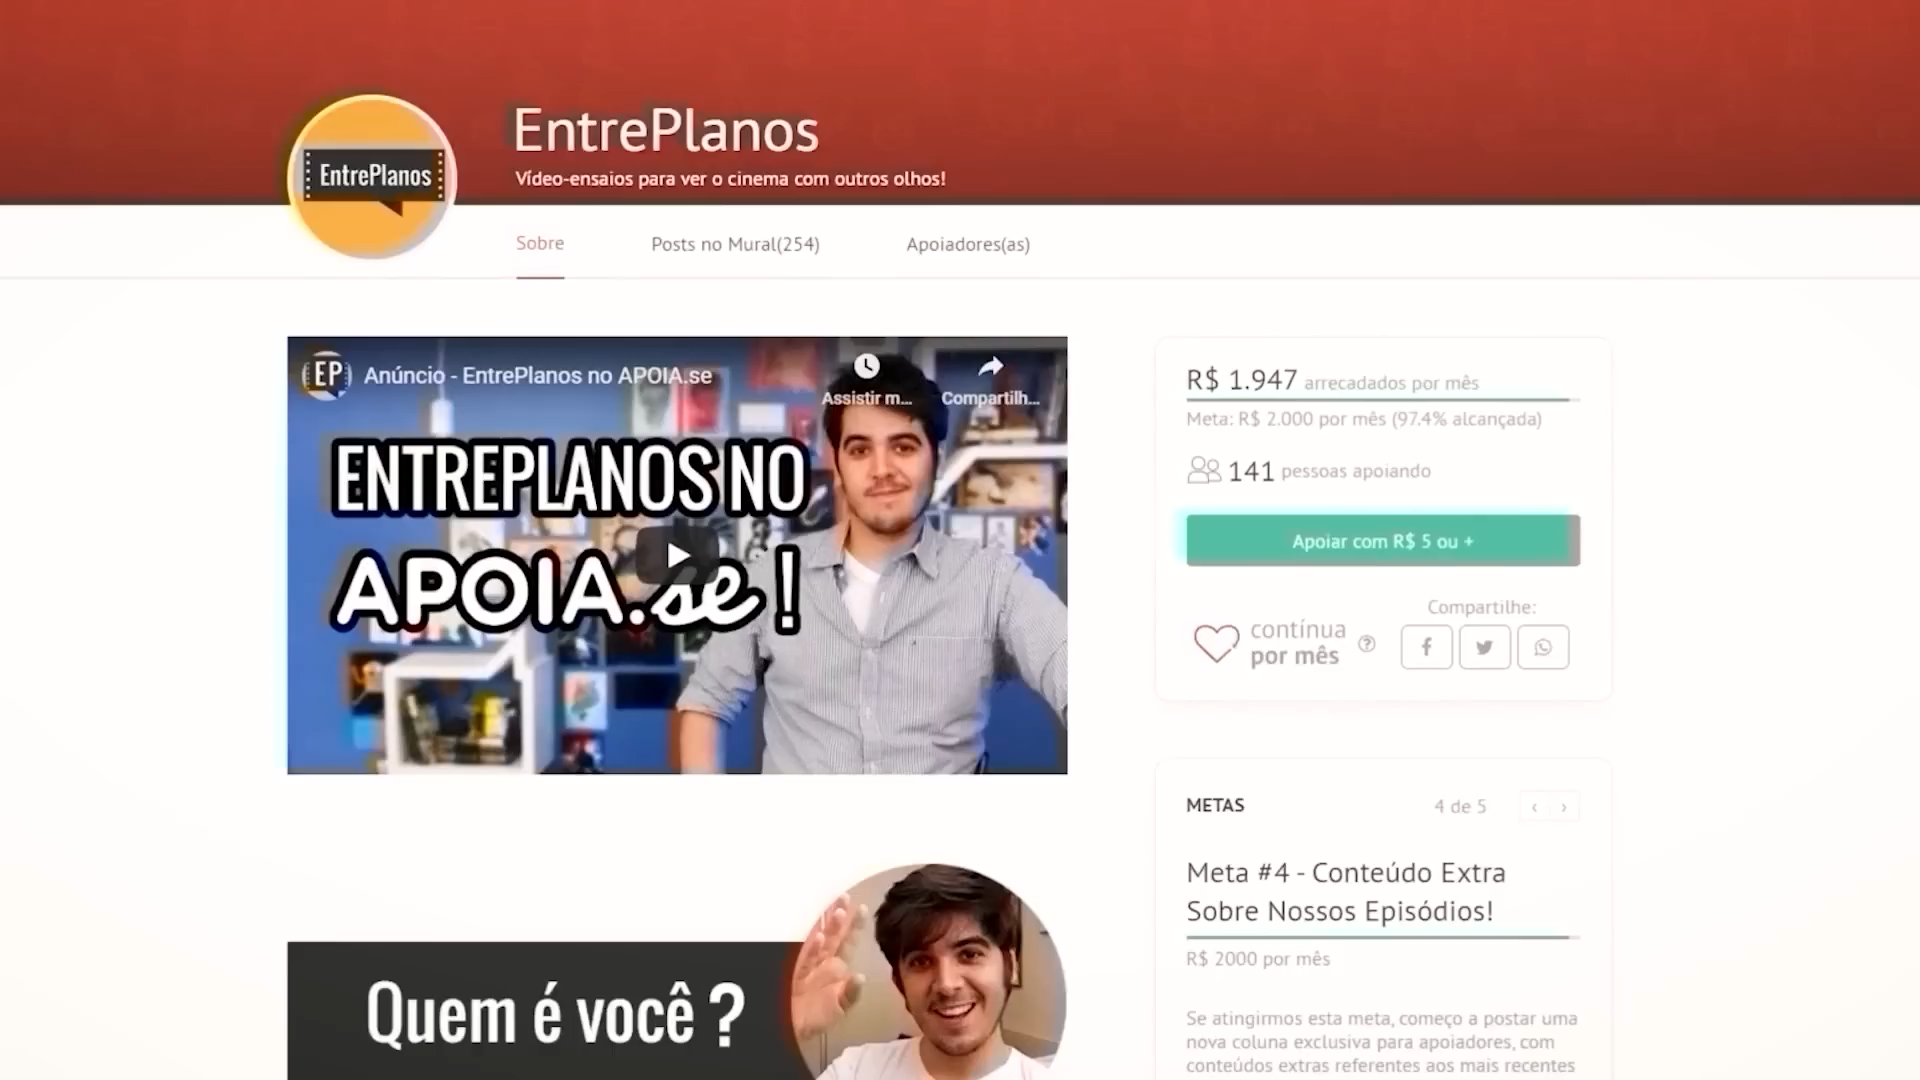 EntrePlanos
EntrePlanos
Vídeo-ensaios para ver o cinema com outros olhos!
Sobre
Posts no Mural(254)
Apoiadores(as)
EP
Anúncio - EntrePlanos no APOIA.se
Assistir m...
Compartilh...
ENTREPLANOS NO
APOIA.se!
R$ 1.947 arrecadados por mês
Meta: R$ 2.000 por mês (97.4% alcançada)
141 pessoas apoiando
Apoiar com R$ 5 ou +
contínua
por mês
?
Compartilhe:
METAS
4 de 5
Meta #4 - Conteúdo Extra
Sobre Nossos Episódios!
R$ 2000 por mês
Se atingirmos esta meta, começo a postar uma
nova coluna exclusiva para apoiadores, com
conteúdos extras referentes aos mais recentes
Quem é você ?